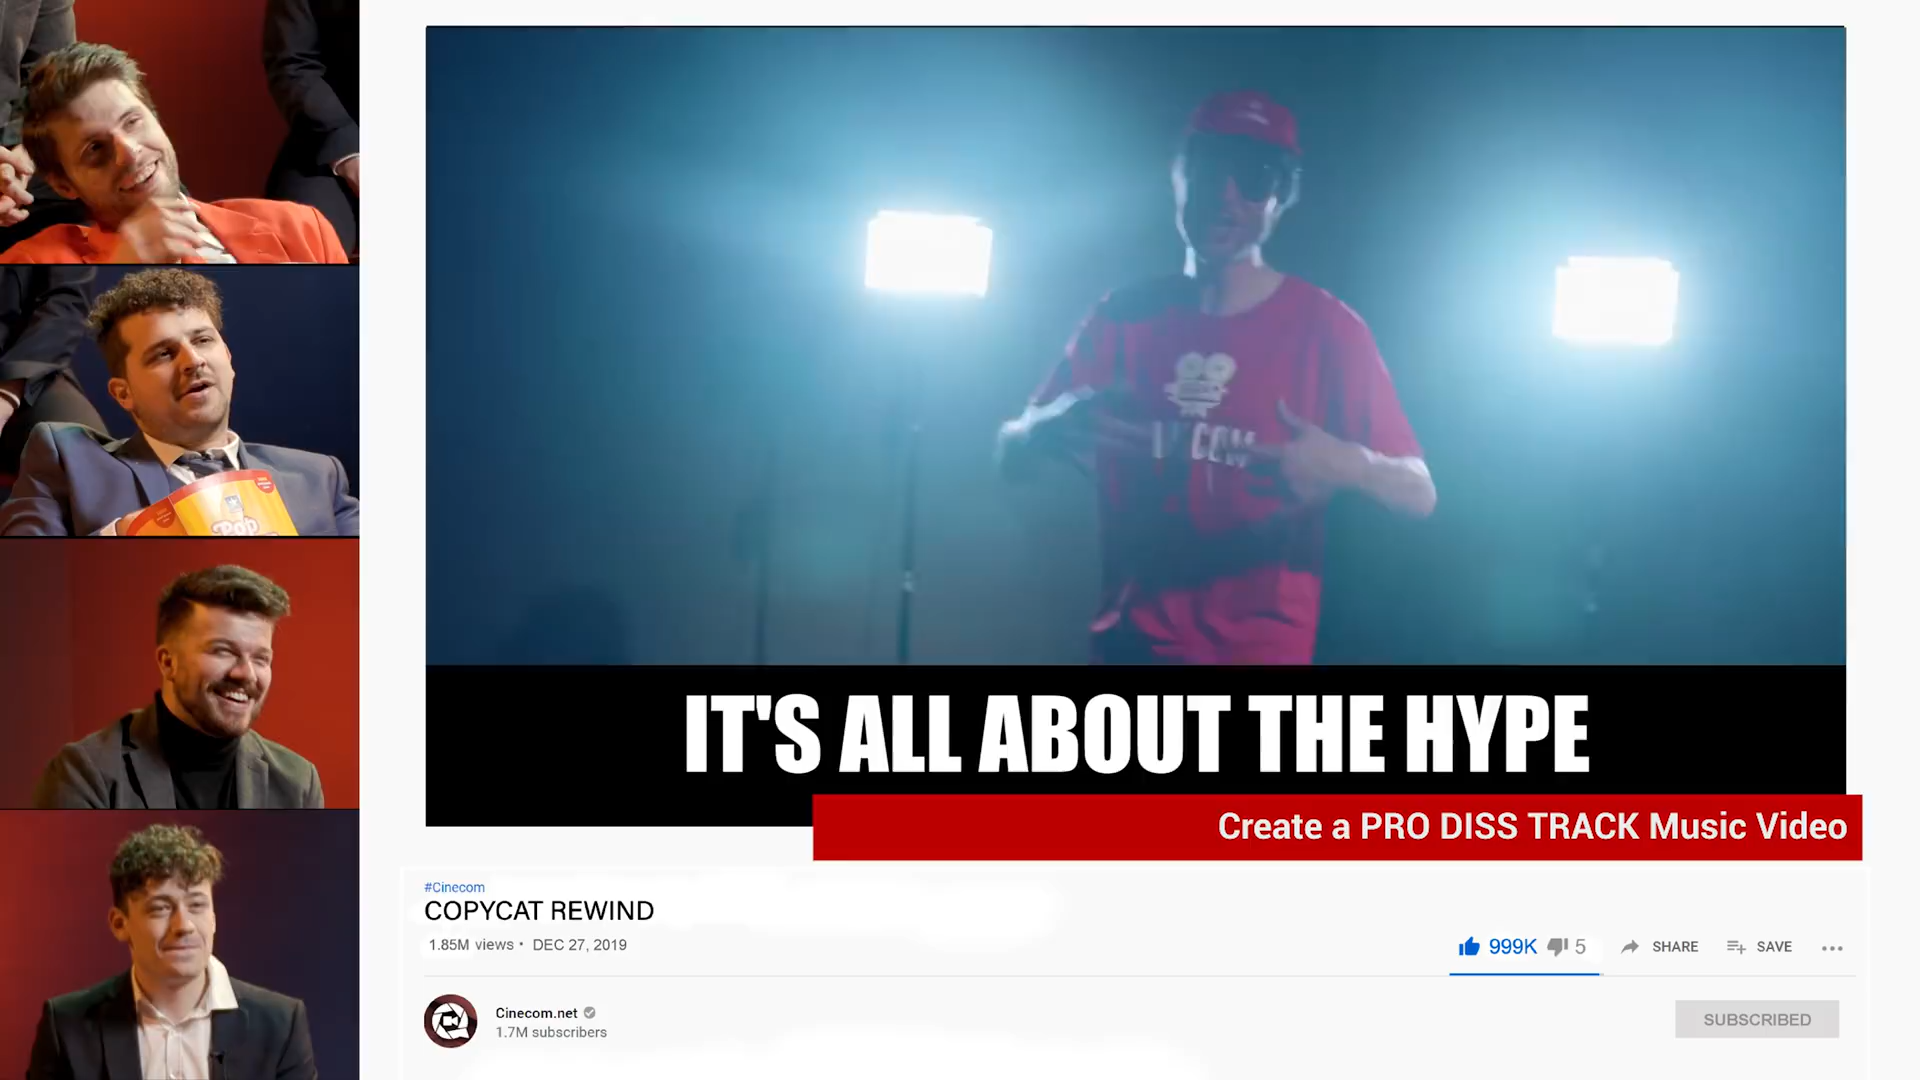 IT'S ALL ABOUT THE HYPE
Create a PRO DISS TRACK Music Video
#Cinecom
COPYCAT REWIND
1.85M views • DEC 27, 2019
999K 5 SHARE SAVE
Cinecom.net
1.7M subscribers
SUBSCRIBED